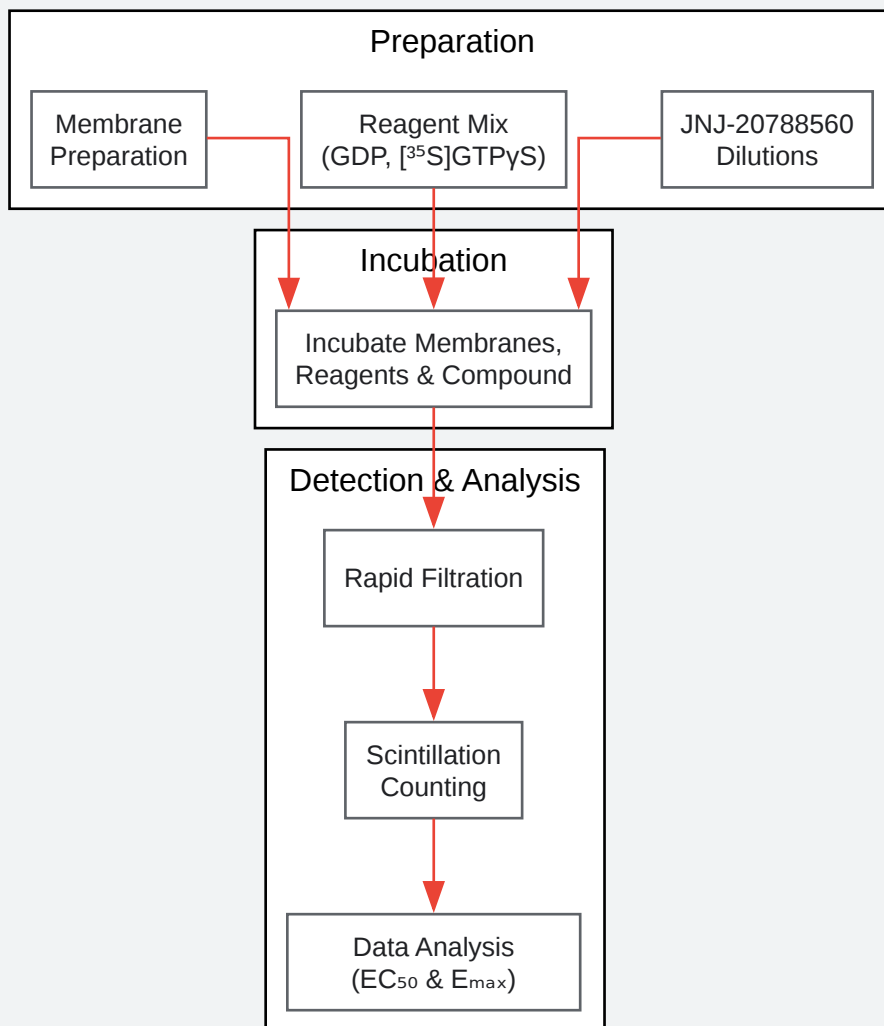 Preparation
Membrane
Preparation
Reagent Mix
(GDP, [³⁵S]GTPγS)
JNJ-20788560
Dilutions
Incubation
Incubate Membranes,
Reagents & Compound
Detection & Analysis
Rapid Filtration
Scintillation
Counting
Data Analysis
(EC₅₀ & Eₘₐₓ)